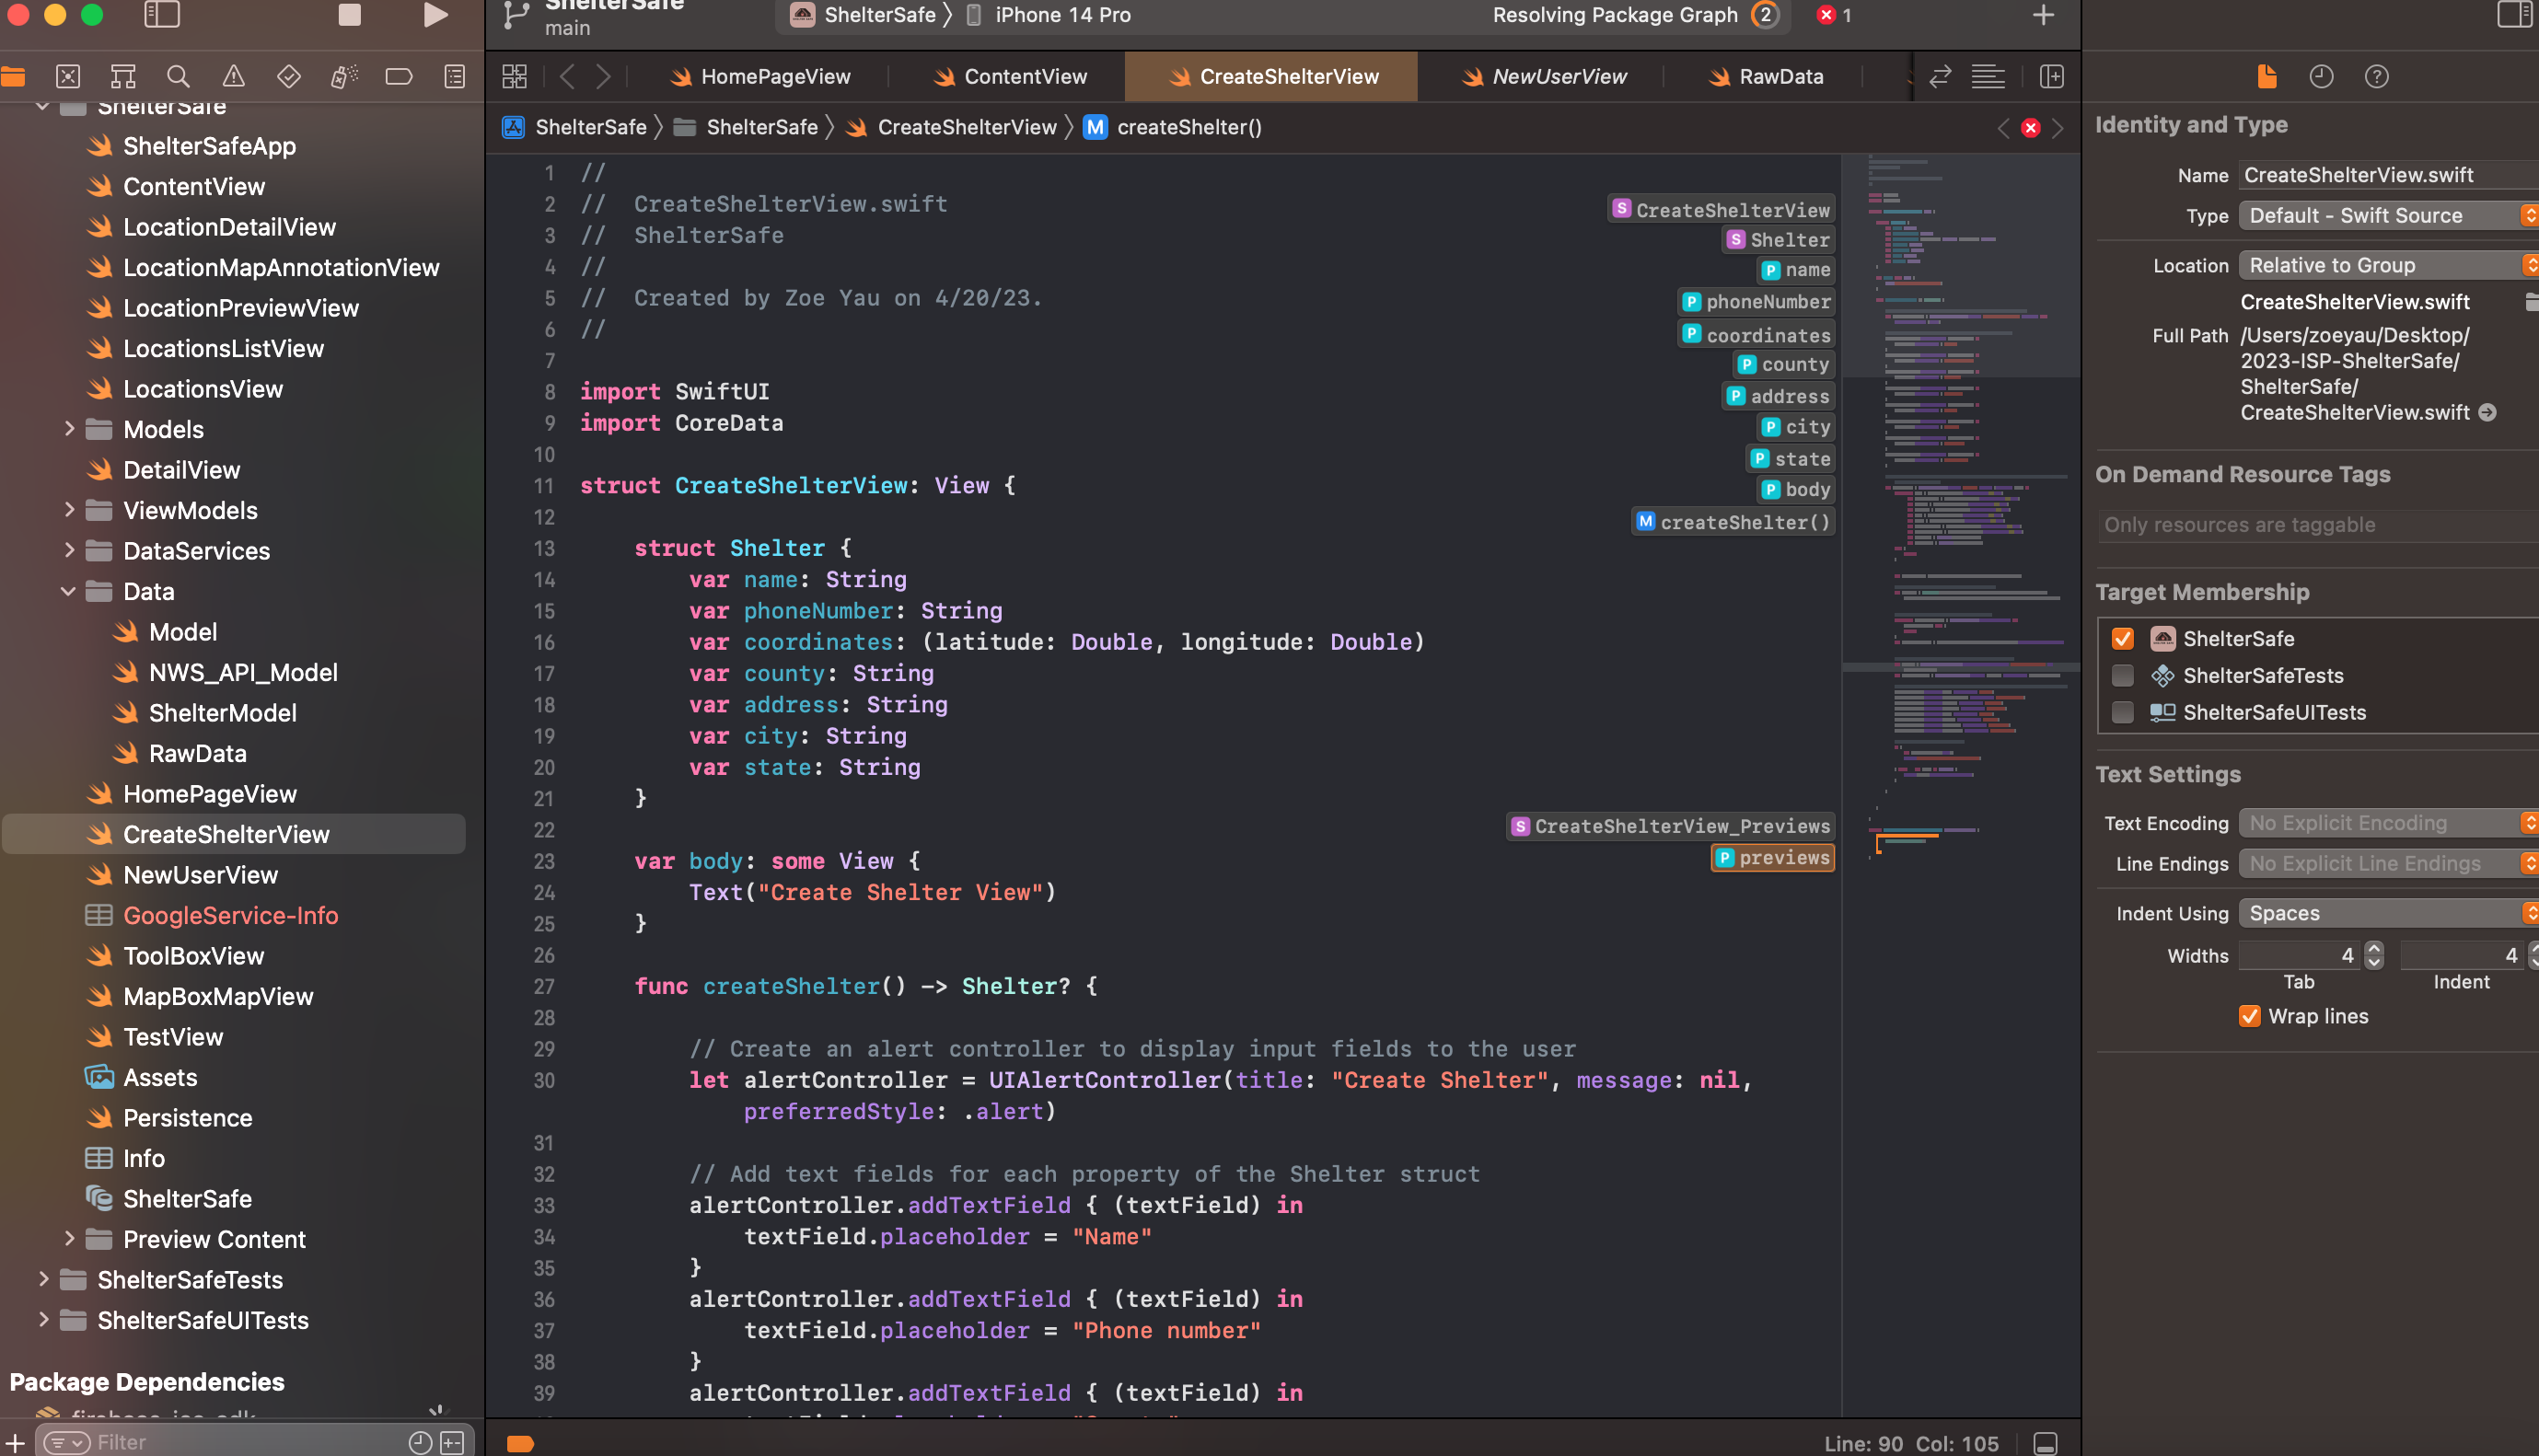 ShelterSafe
main
ShelterSafe
iPhone 14 Pro
Resolving Package Graph
2
1
HomePageView
ContentView
CreateShelterView
NewUserView
RawData
ShelterSafe
ShelterSafe
CreateShelterView
M createShelter()
ShelterSafe
ShelterSafeApp
ContentView
LocationDetailView
LocationMapAnnotationView
LocationPreviewView
LocationsListView
LocationsView
Models
DetailView
ViewModels
DataServices
Data
Model
NWS_API_Model
ShelterModel
RawData
HomePageView
CreateShelterView
NewUserView
GoogleService-Info
ToolBoxView
MapBoxMapView
TestView
Assets
Persistence
Info
ShelterSafe
Preview Content
ShelterSafeTests
ShelterSafeUITests
Package Dependencies
Filter
1 //
2 //  CreateShelterView.swift
3 //  ShelterSafe
4 //
5 //  Created by Zoe Yau on 4/20/23.
6 //
7
8 import SwiftUI
9 import CoreData
10
11 struct CreateShelterView: View {
12
13     struct Shelter {
14         var name: String
15         var phoneNumber: String
16         var coordinates: (latitude: Double, longitude: Double)
17         var county: String
18         var address: String
19         var city: String
20         var state: String
21     }
22
23     var body: some View {
24         Text("Create Shelter View")
25     }
26
27     func createShelter() -> Shelter? {
28
29         // Create an alert controller to display input fields to the user
30         let alertController = UIAlertController(title: "Create Shelter", message: nil,
preferredStyle: .alert)
31
32         // Add text fields for each property of the Shelter struct
33         alertController.addTextField { (textField) in
34             textField.placeholder = "Name"
35         }
36         alertController.addTextField { (textField) in
37             textField.placeholder = "Phone number"
38         }
39         alertController.addTextField { (textField) in
S CreateShelterView
S Shelter
P name
P phoneNumber
P coordinates
P county
P address
P city
P state
P body
M createShelter()
S CreateShelterView_Previews
P previews
Line: 90  Col: 105
Identity and Type
Name CreateShelterView.swift
Type Default - Swift Source
Location Relative to Group
CreateShelterView.swift
Full Path /Users/zoeyau/Desktop/
2023-ISP-ShelterSafe/
ShelterSafe/
CreateShelterView.swift
On Demand Resource Tags
Only resources are taggable
Target Membership
ShelterSafe
ShelterSafeTests
ShelterSafeUITests
Text Settings
Text Encoding No Explicit Encoding
Line Endings No Explicit Line Endings
Indent Using Spaces
Widths 4 4
Tab Indent
Wrap lines